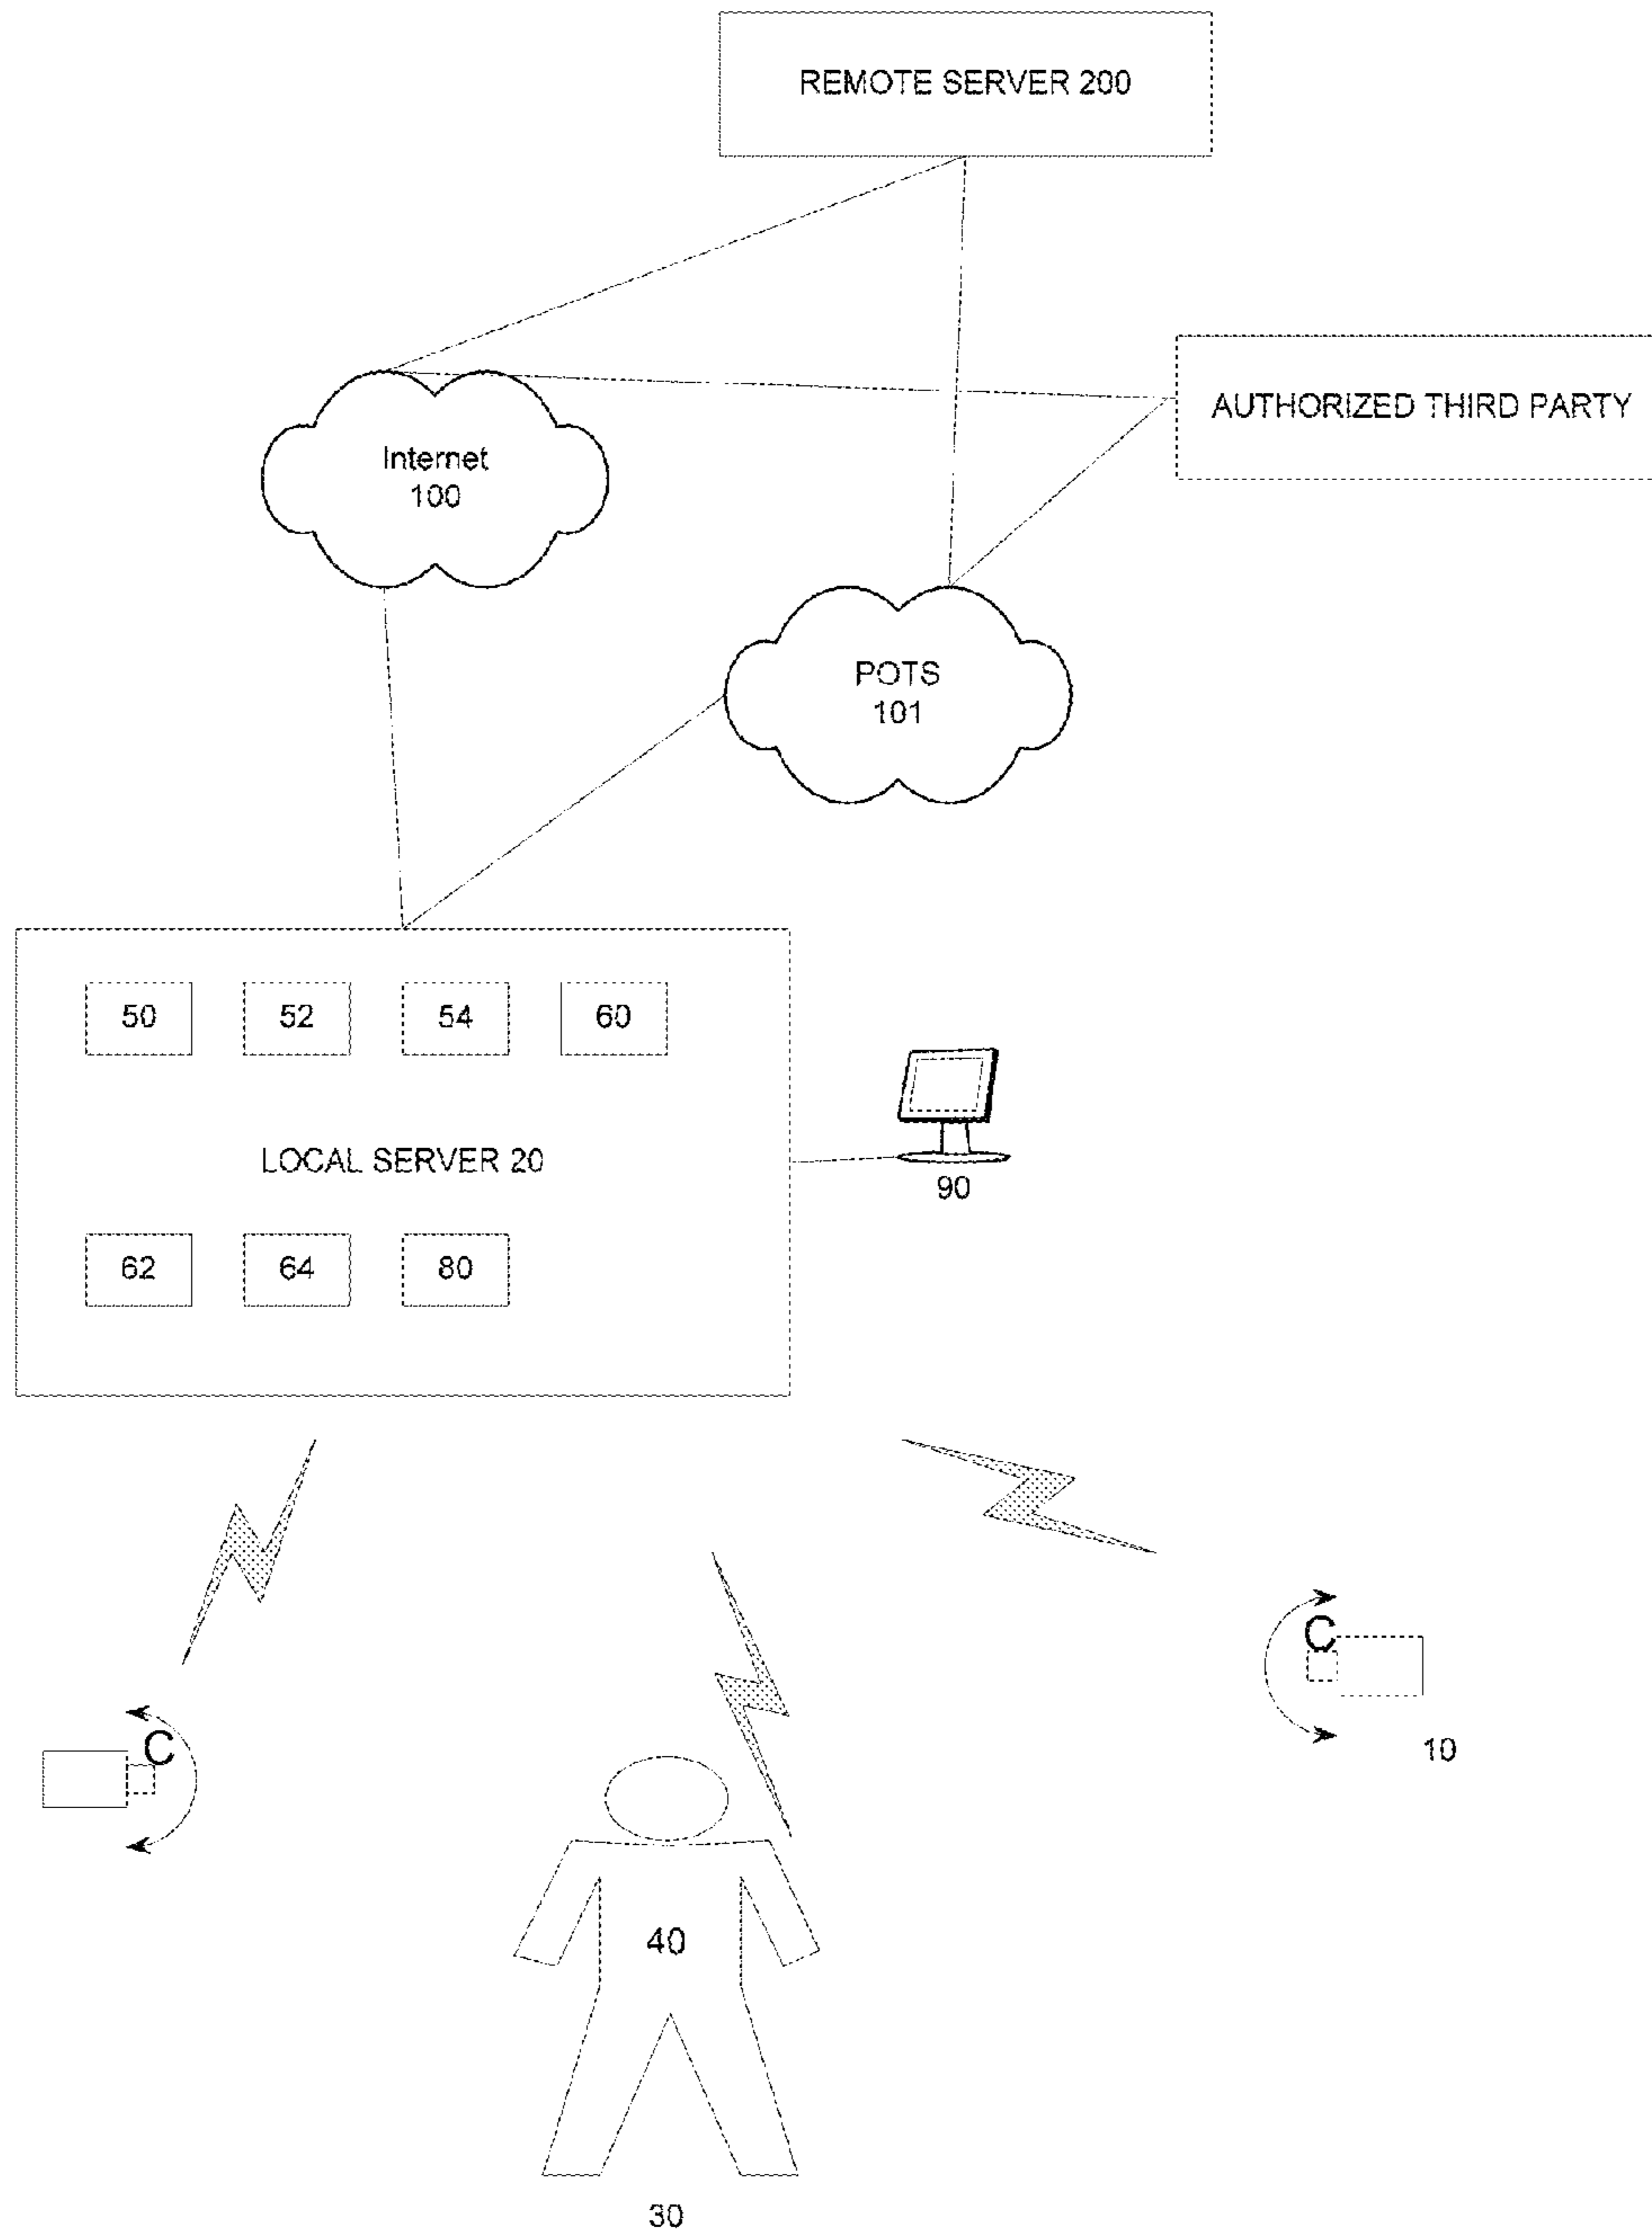 REMOTE SERVER 200
AUTHORIZED THIRD PARTY
Internet
100
POTS
101
50
52
54
60
LOCAL SERVER 20
90
62
64
80
C
10
C
40
30